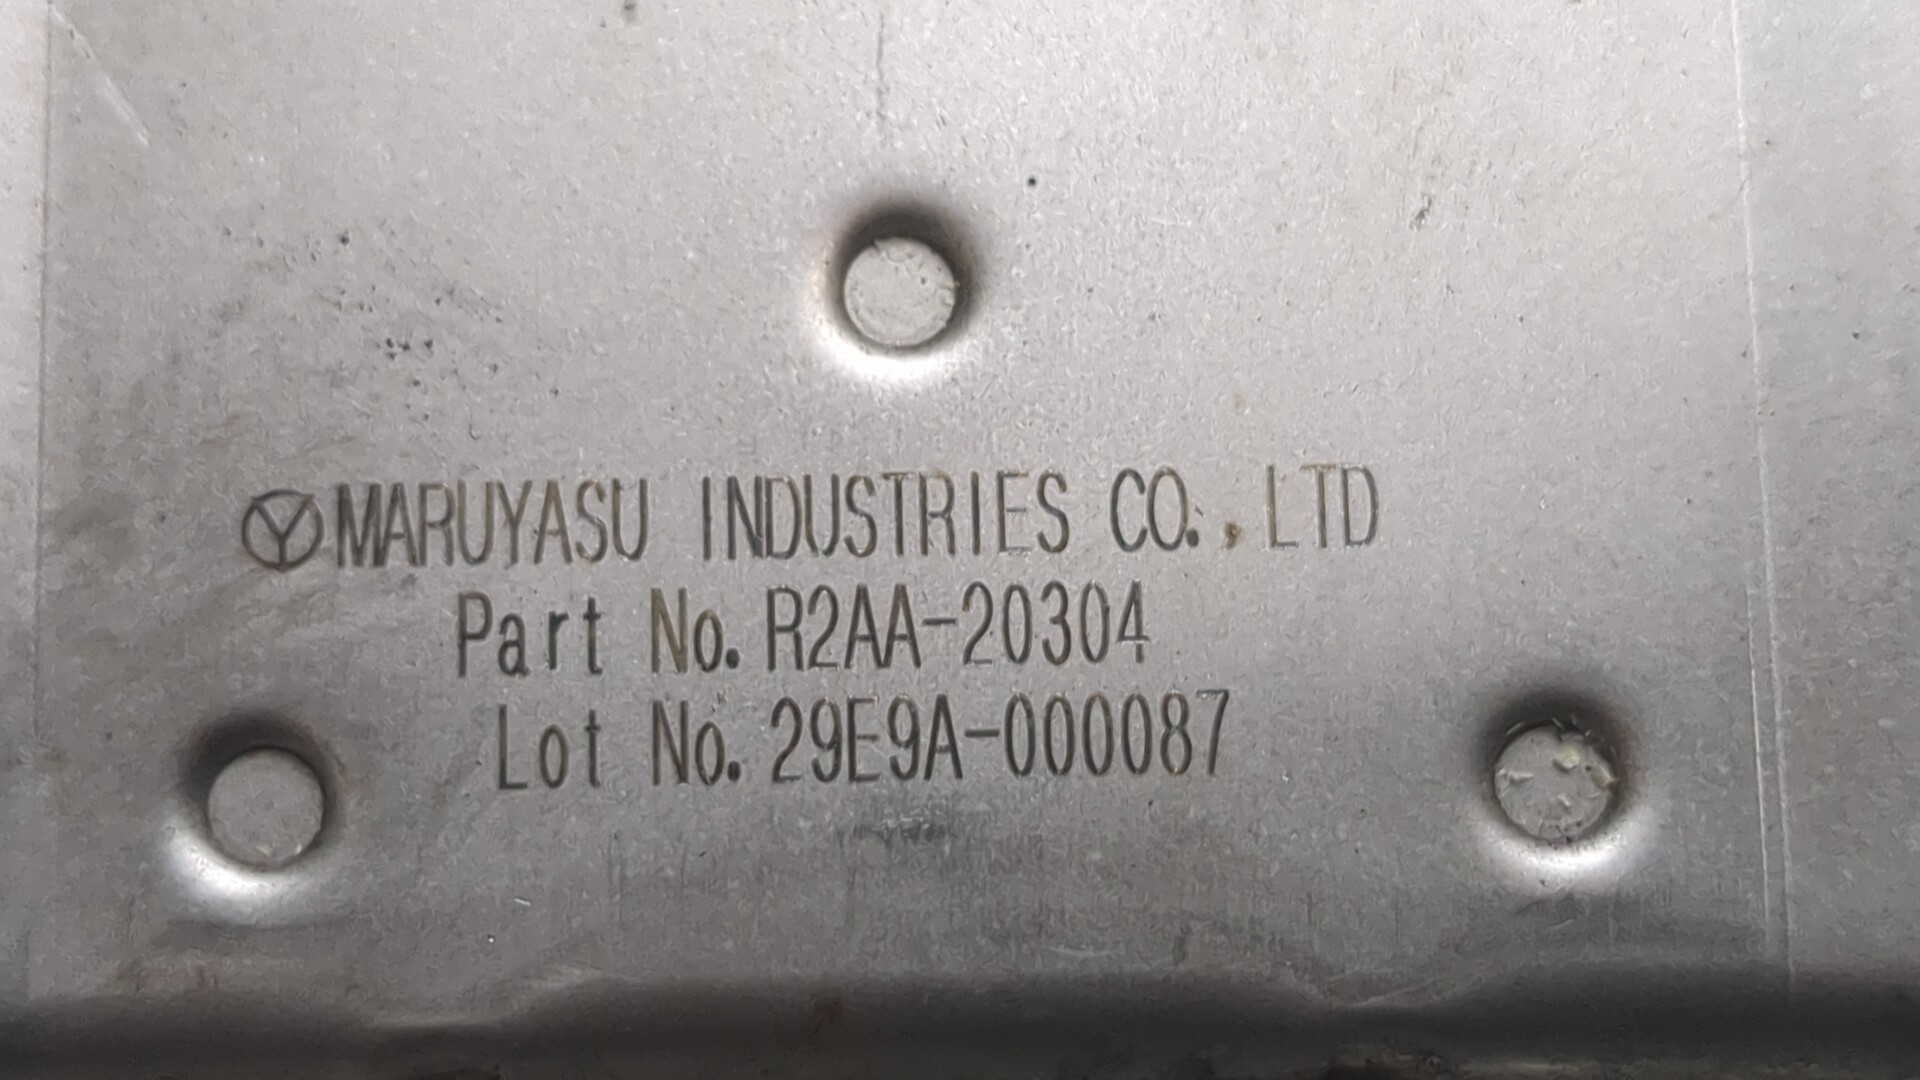 MARUYASU INDUSTRIES CO., LTD
Part No. R2AA-20304
Lot No. 29E9A-000087